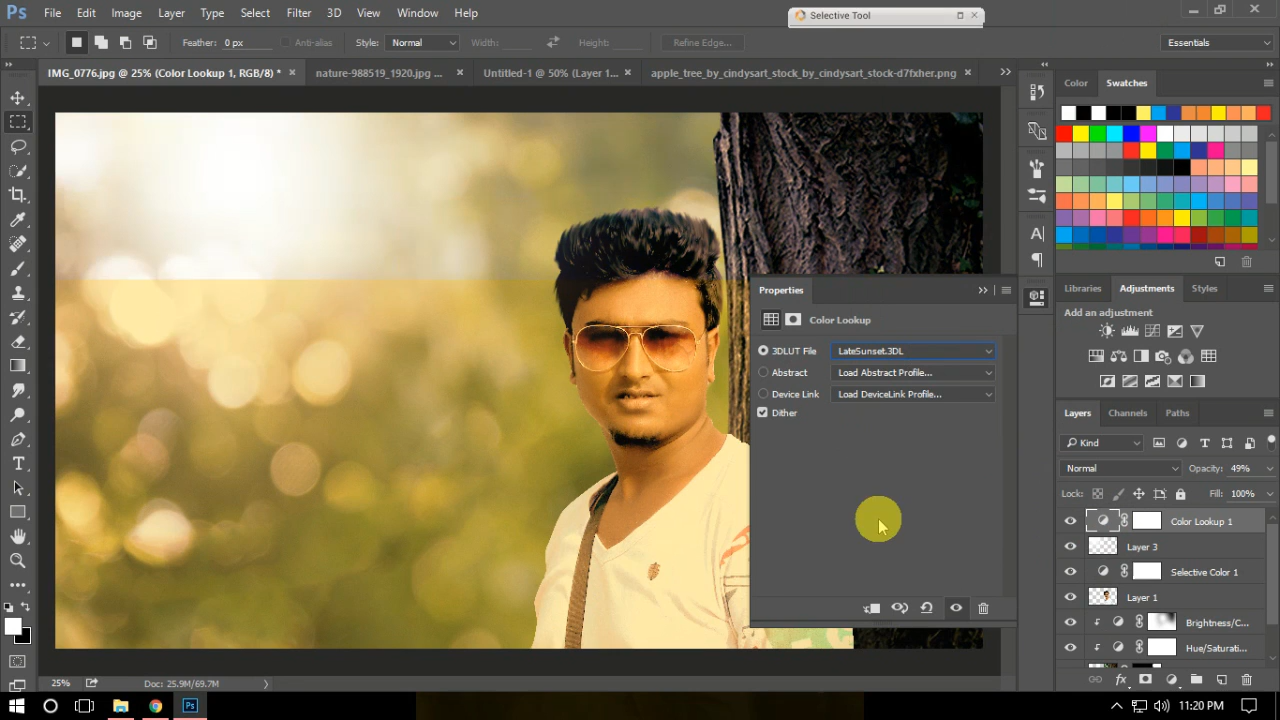 Ps File Edit Image Layer Type Select Filter 3D View Window Help
Selective Tool
Feather: 0 px Anti-alias Style: Normal Width: Height: Refine Edge... Essentials
IMG_0776.jpg @ 25% (Color Lookup 1, RGB/8) * nature-988519_1920.jpg ... Untitled-1 @ 50% (Layer 1... apple_tree_by_cindysart_stock_by_cindysart_stock-d7fxher.png
Color Swatches
Properties
Color Lookup
3DLUT File LateSunset.3DL
Abstract Load Abstract Profile...
Device Link Load DeviceLink Profile...
Dither
Libraries Adjustments Styles
Add an adjustment
Layers Channels Paths
Kind
Normal Opacity: 49%
Lock: Fill: 100%
Color Lookup 1
Layer 3
Selective Color 1
Layer 1
Brightness/C...
Hue/Saturati...
25% Doc: 25.9M/69.7M
Ps
11:20 PM